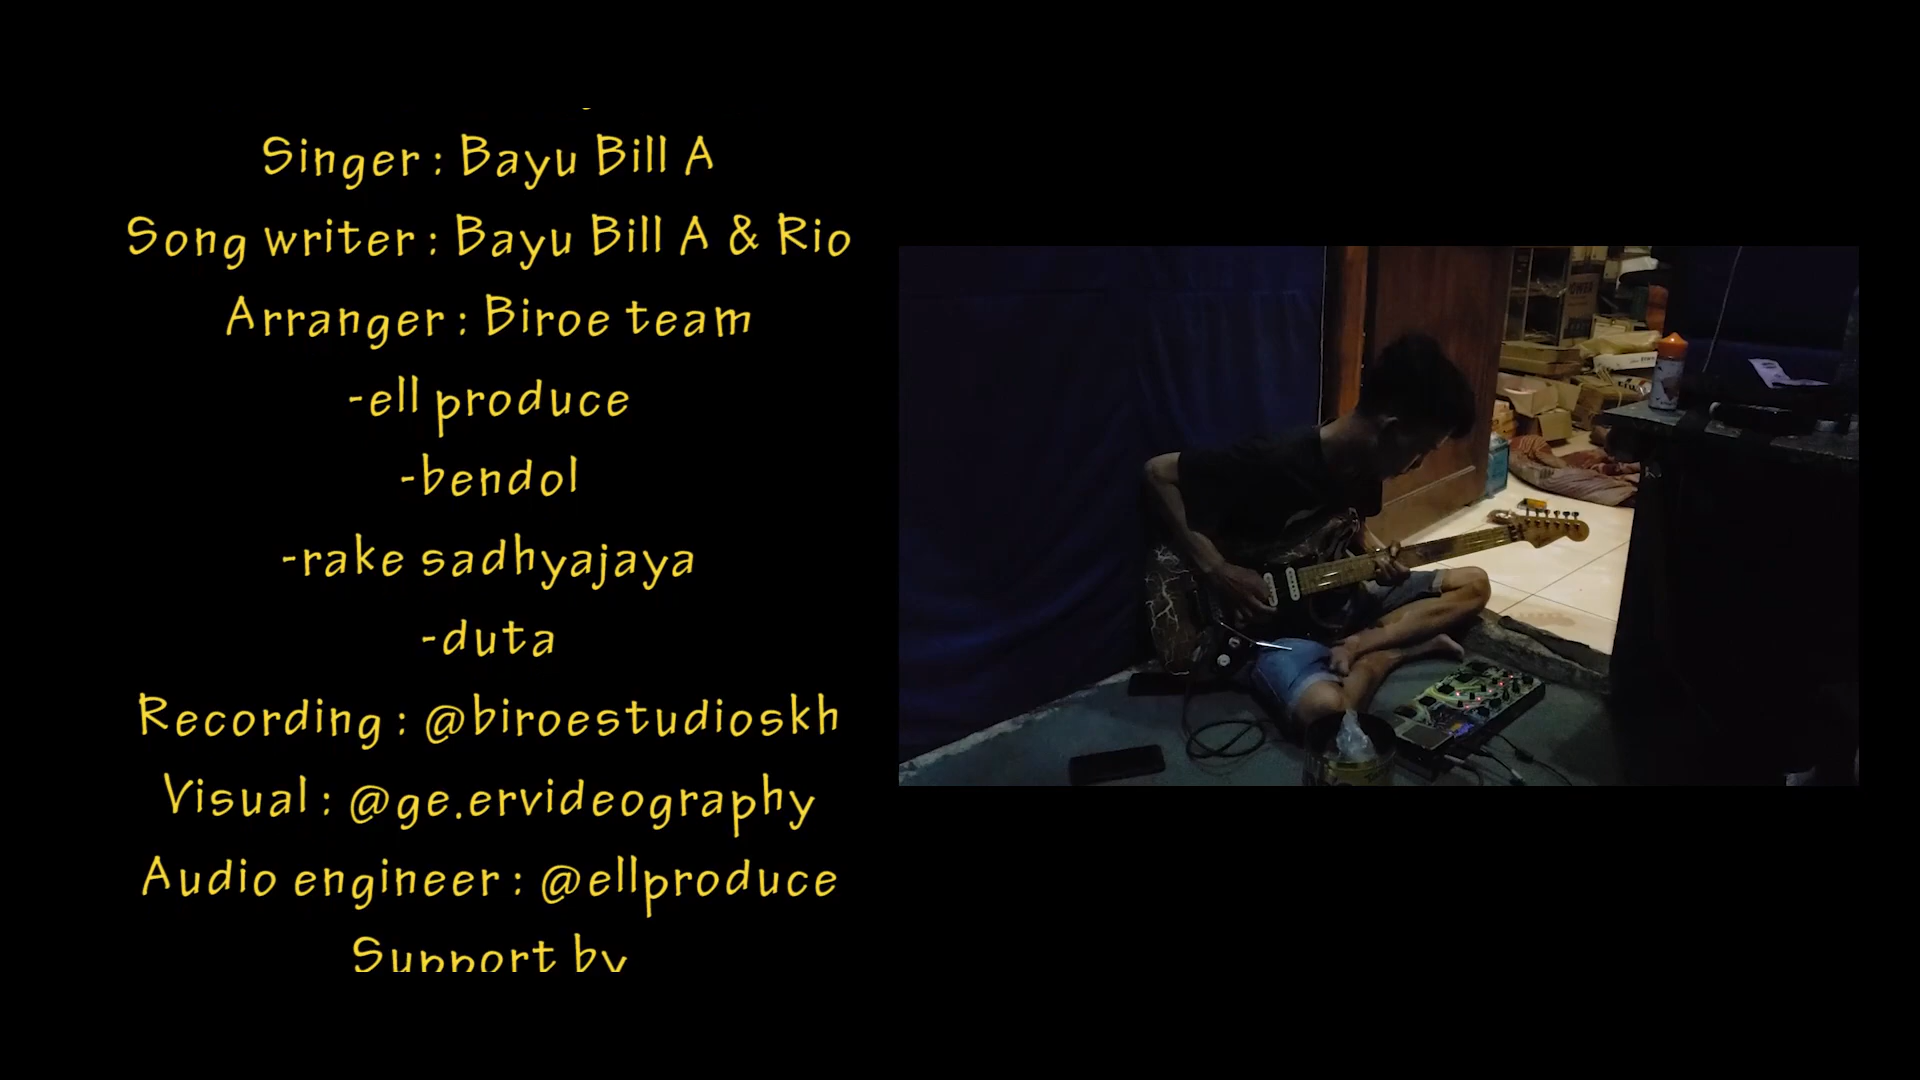 Singer : Bayu Bill A
Song writer : Bayu Bill A & Rio
Arranger : Biroe team
-ell produce
-bendol
-rake sadhyajaya
-duta
Recording : @biroestudioskh
Visual : @ge.ervideography
Audio engineer : @ellproduce
Support by